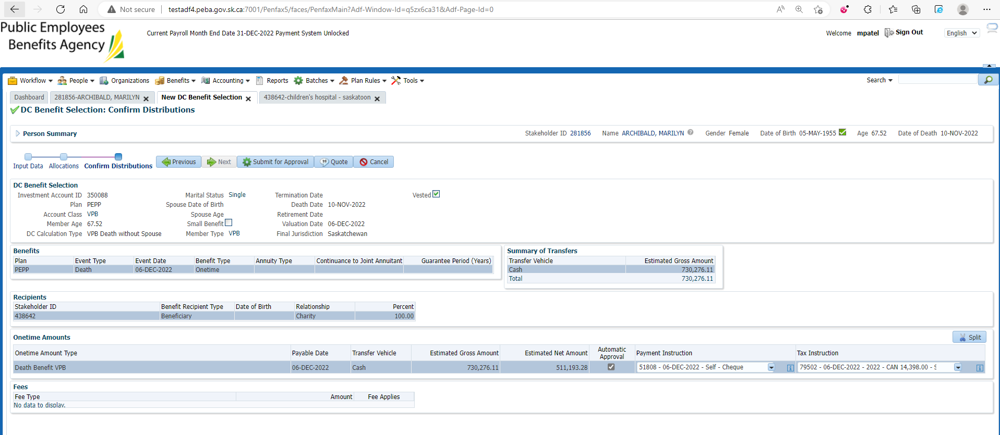 Not secure testadf4.peba.gov.sk.ca:7001/Penfax5/faces/PenfaxMain?Adf-Window-Id=q5zx6ca31&Adf-Page-Id=0
Public Employees
Benefits Agency
Current Payroll Month End Date 31-DEC-2022 Payment System Unlocked
Welcome mpatel Sign Out English
Workflow People Organizations Benefits Accounting Reports Batches Plan Rules Tools Search
Dashboard 281856-ARCHIBALD, MARILYN New DC Benefit Selection 438642-children's hospital - saskatoon
DC Benefit Selection: Confirm Distributions
Person Summary Stakeholder ID 281856 Name ARCHIBALD, MARILYN Gender Female Date of Birth 05-MAY-1955 Age 67.52 Date of Death 10-NOV-2022
Input Data Allocations Confirm Distributions Previous Next Submit for Approval Quote Cancel
DC Benefit Selection
Investment Account ID 350088 Marital Status Single Termination Date Vested
Plan PEPP Spouse Date of Birth Death Date 10-NOV-2022
Account Class VPB Spouse Age Retirement Date
Member Age 67.52 Small Benefit Valuation Date 06-DEC-2022
DC Calculation Type VPB Death without Spouse Member Type VPB Final Jurisdiction Saskatchewan
Benefits
Plan Event Type Event Date Benefit Type Annuity Type Continuance to Joint Annuitant Guarantee Period (Years)
PEPP Death 06-DEC-2022 Onetime
Summary of Transfers
Transfer Vehicle Estimated Gross Amount
Cash 730,276.11
Total 730,276.11
Recipients
Stakeholder ID Benefit Recipient Type Date of Birth Relationship Percent
438642 Beneficiary Charity 100.00
Onetime Amounts Split
Onetime Amount Type Payable Date Transfer Vehicle Estimated Gross Amount Estimated Net Amount Automatic Approval Payment Instruction Tax Instruction
Death Benefit VPB 06-DEC-2022 Cash 730,276.11 511,193.28 51808 - 06-DEC-2022 - Self - Cheque 79502 - 06-DEC-2022 - 2022 - CAN 14,398.00 - S
Fees
Fee Type Amount Fee Applies
No data to display.